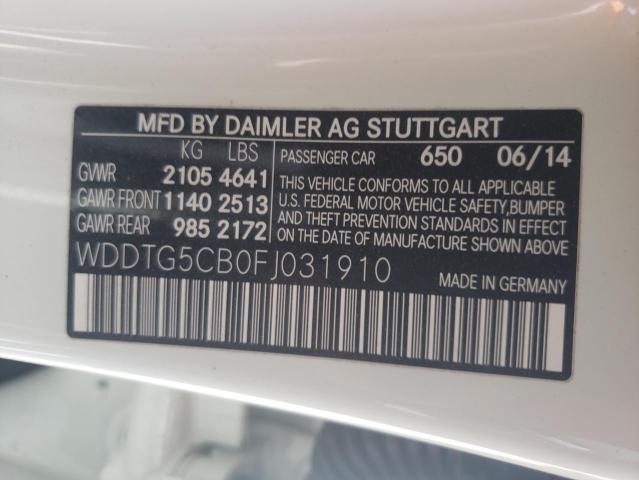 MFD BY DAIMLER AG STUTTGART
KG LBS
GVWR 2105 4641
GAWR FRONT 1140 2513
GAWR REAR 985 2172
PASSENGER CAR 650 06/14
THIS VEHICLE CONFORMS TO ALL APPLICABLE
U.S. FEDERAL MOTOR VEHICLE SAFETY, BUMPER
AND THEFT PREVENTION STANDARDS IN EFFECT
ON THE DATE OF MANUFACTURE SHOWN ABOVE
WDDTG5CB0FJ031910
MADE IN GERMANY